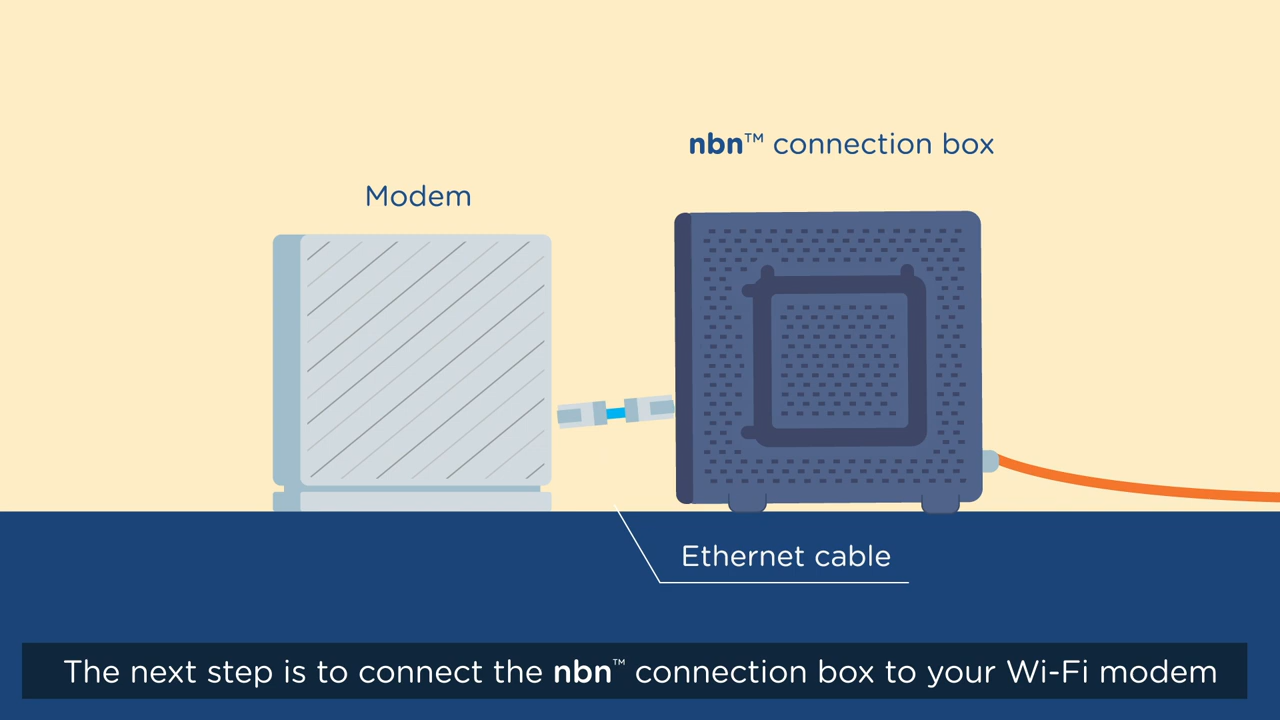 nbn™ connection box
Modem
Ethernet cable
The next step is to connect the nbn™ connection box to your Wi-Fi modem